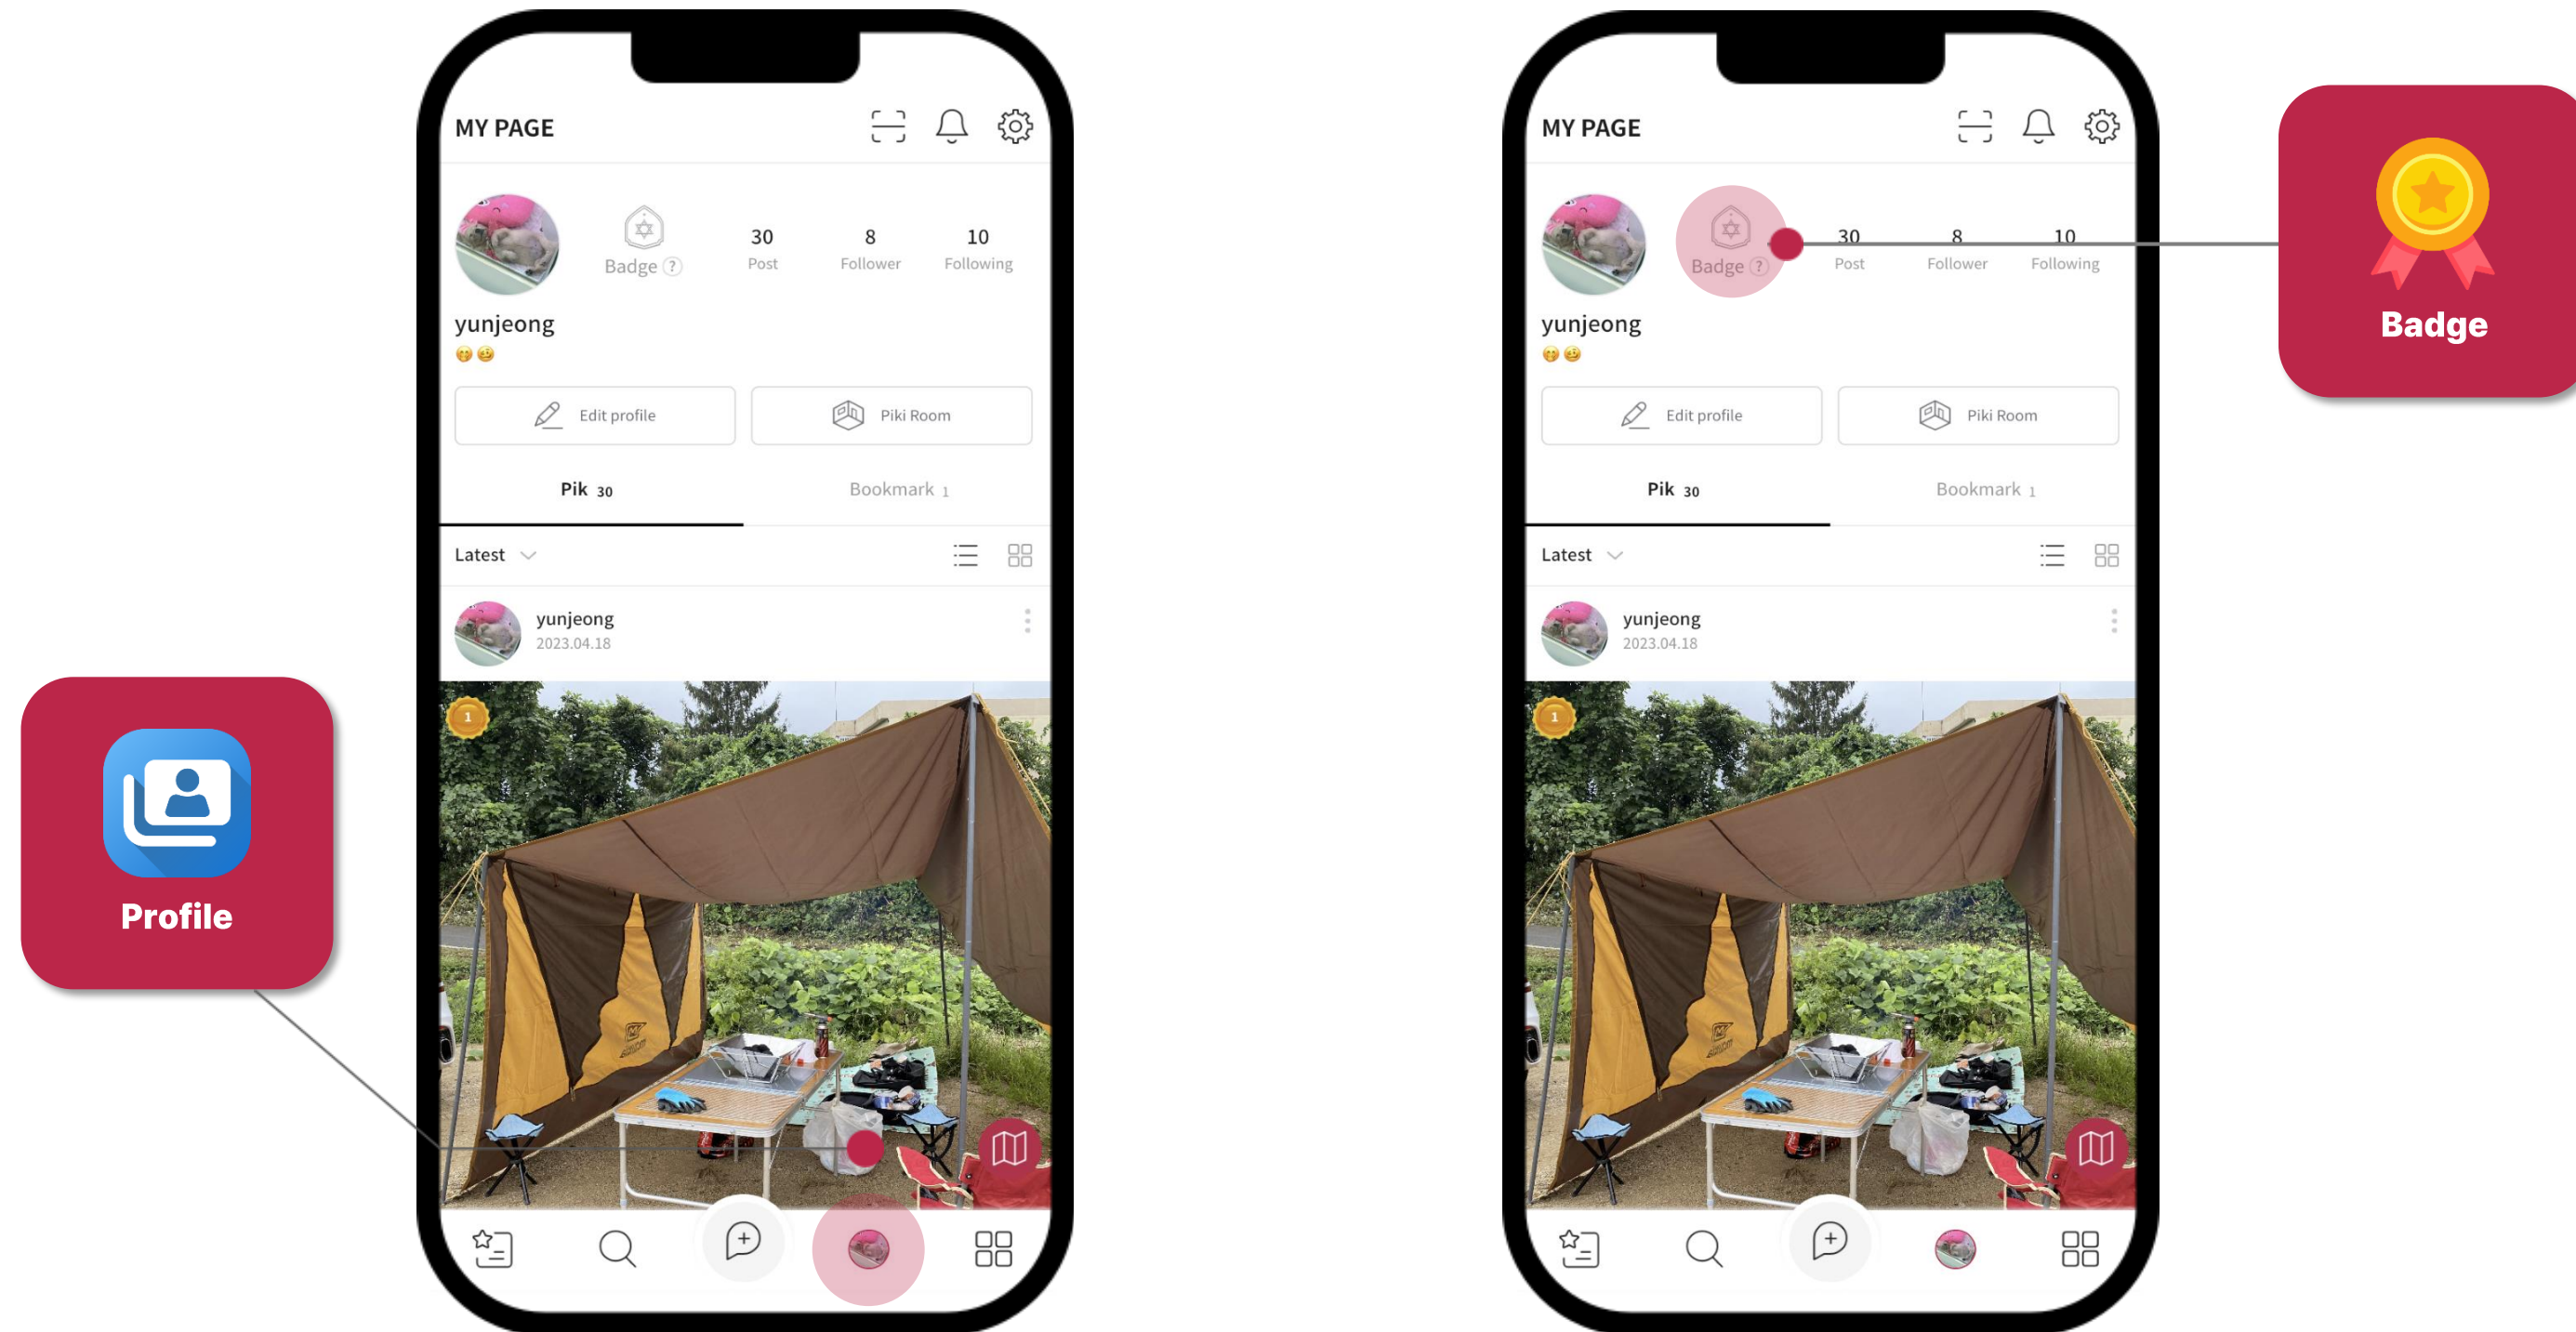 MY PAGE
30
8
10
Badge ?
Post
Follower
Following
yunjeong
Edit profile
Piki Room
Pik 30
Bookmark 1
Latest
yunjeong
2023.04.18
1
Profile
MY PAGE
30
8
10
Badge ?
Post
Follower
Following
yunjeong
Edit profile
Piki Room
Pik 30
Bookmark 1
Latest
yunjeong
2023.04.18
1
Badge